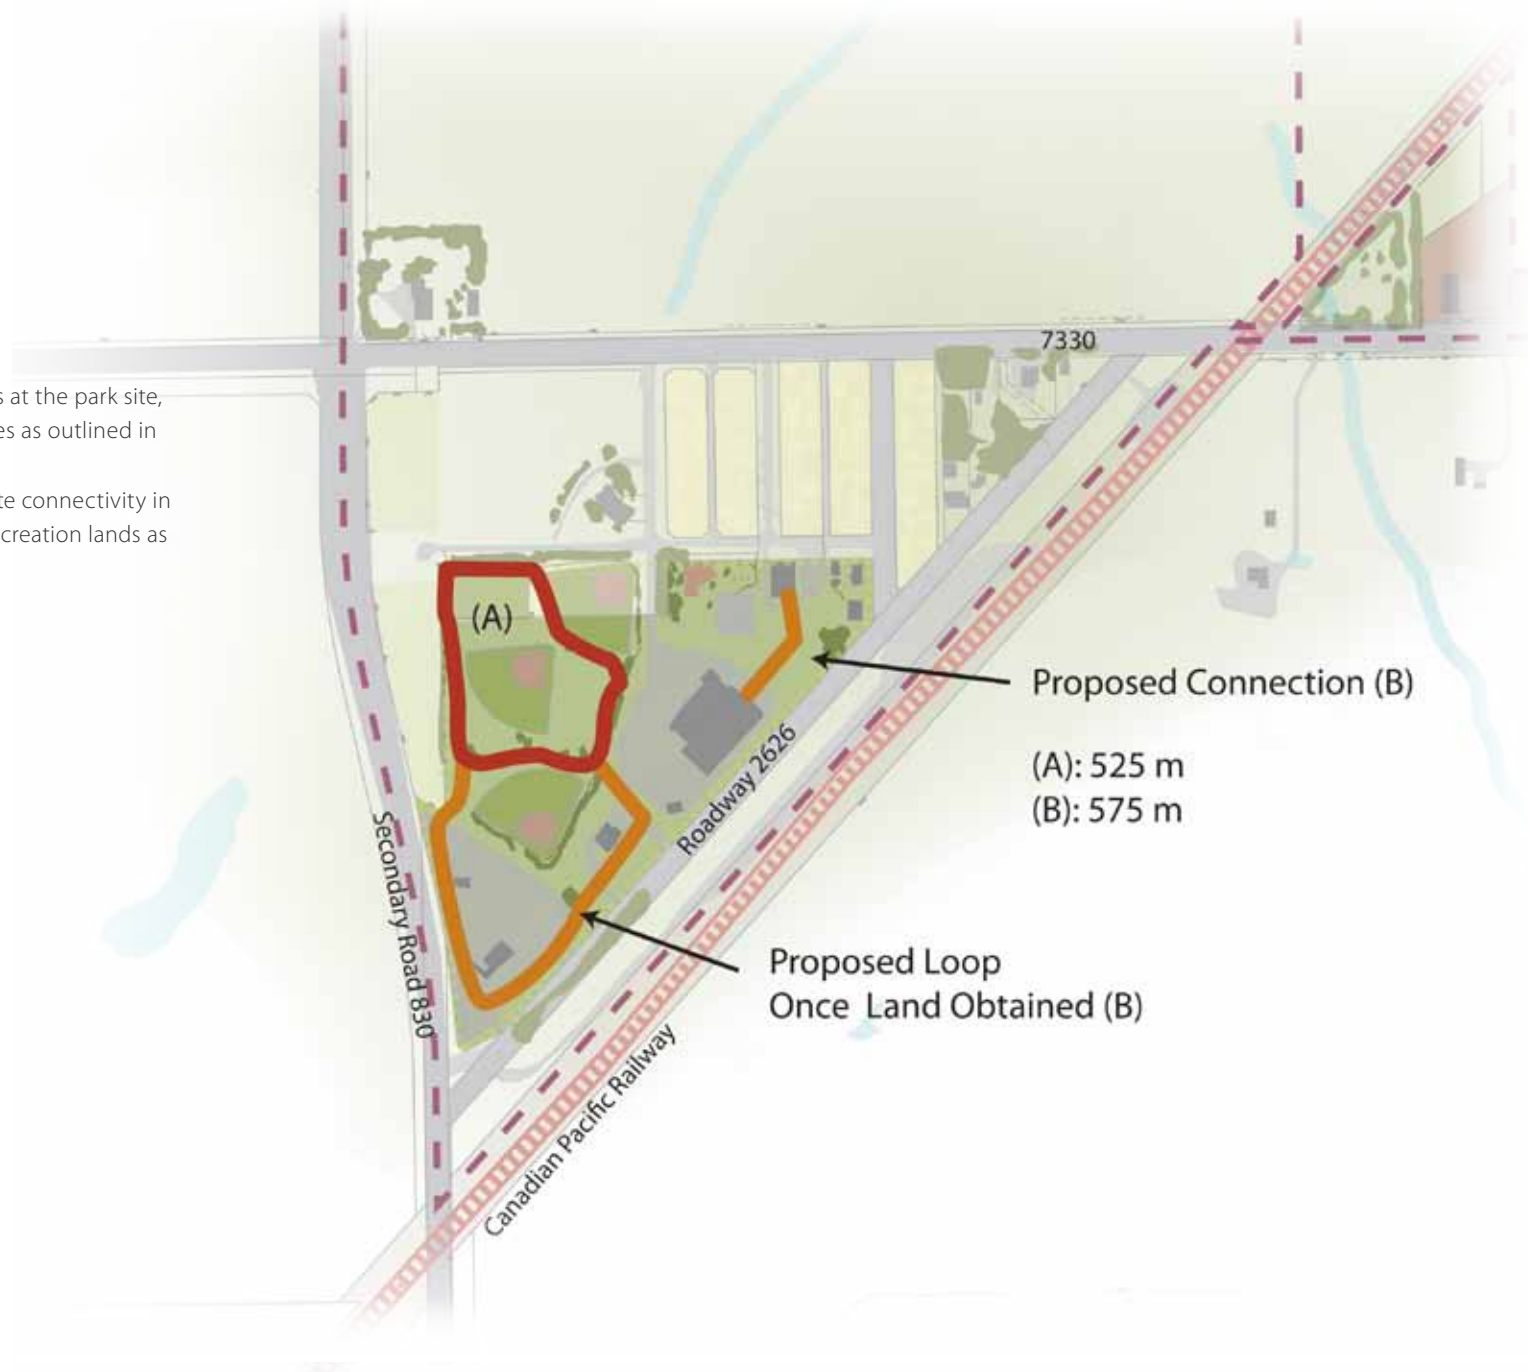 7330
s at the park site,
es as outlined in
te connectivity in
creation lands as
(A)
Proposed Connection (B)
(A): 525 m
(B): 575 m
Roadway 2626
Secondary Road 830
Proposed Loop
Once Land Obtained (B)
Canadian Pacific Railway